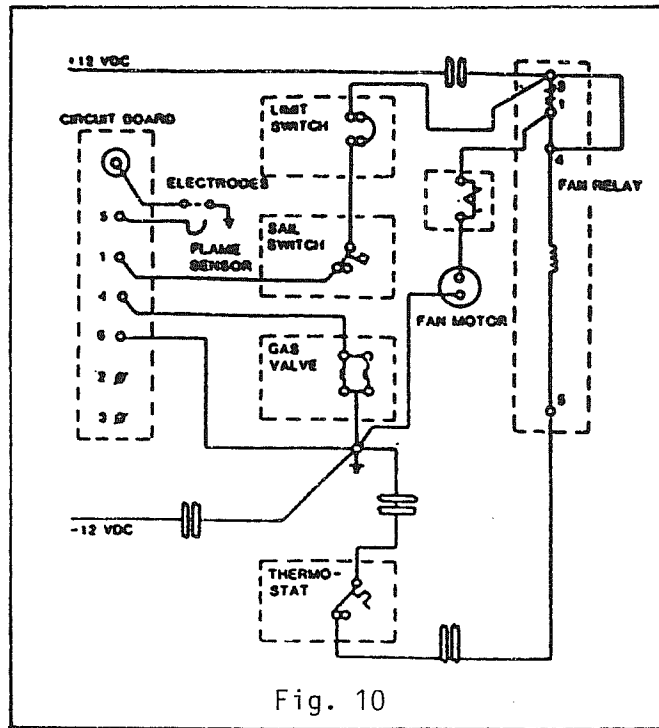 +12 VDC
CIRCUIT BOARD
LIMIT
SWITCH
3
1
4
FAN RELAY
ELECTRODES
5
FLAME
SENSOR
SAIL
SWITCH
1
4
6
2
3
FAN MOTOR
GAS
VALVE
5
-12 VDC
THERMO-
STAT
Fig. 10